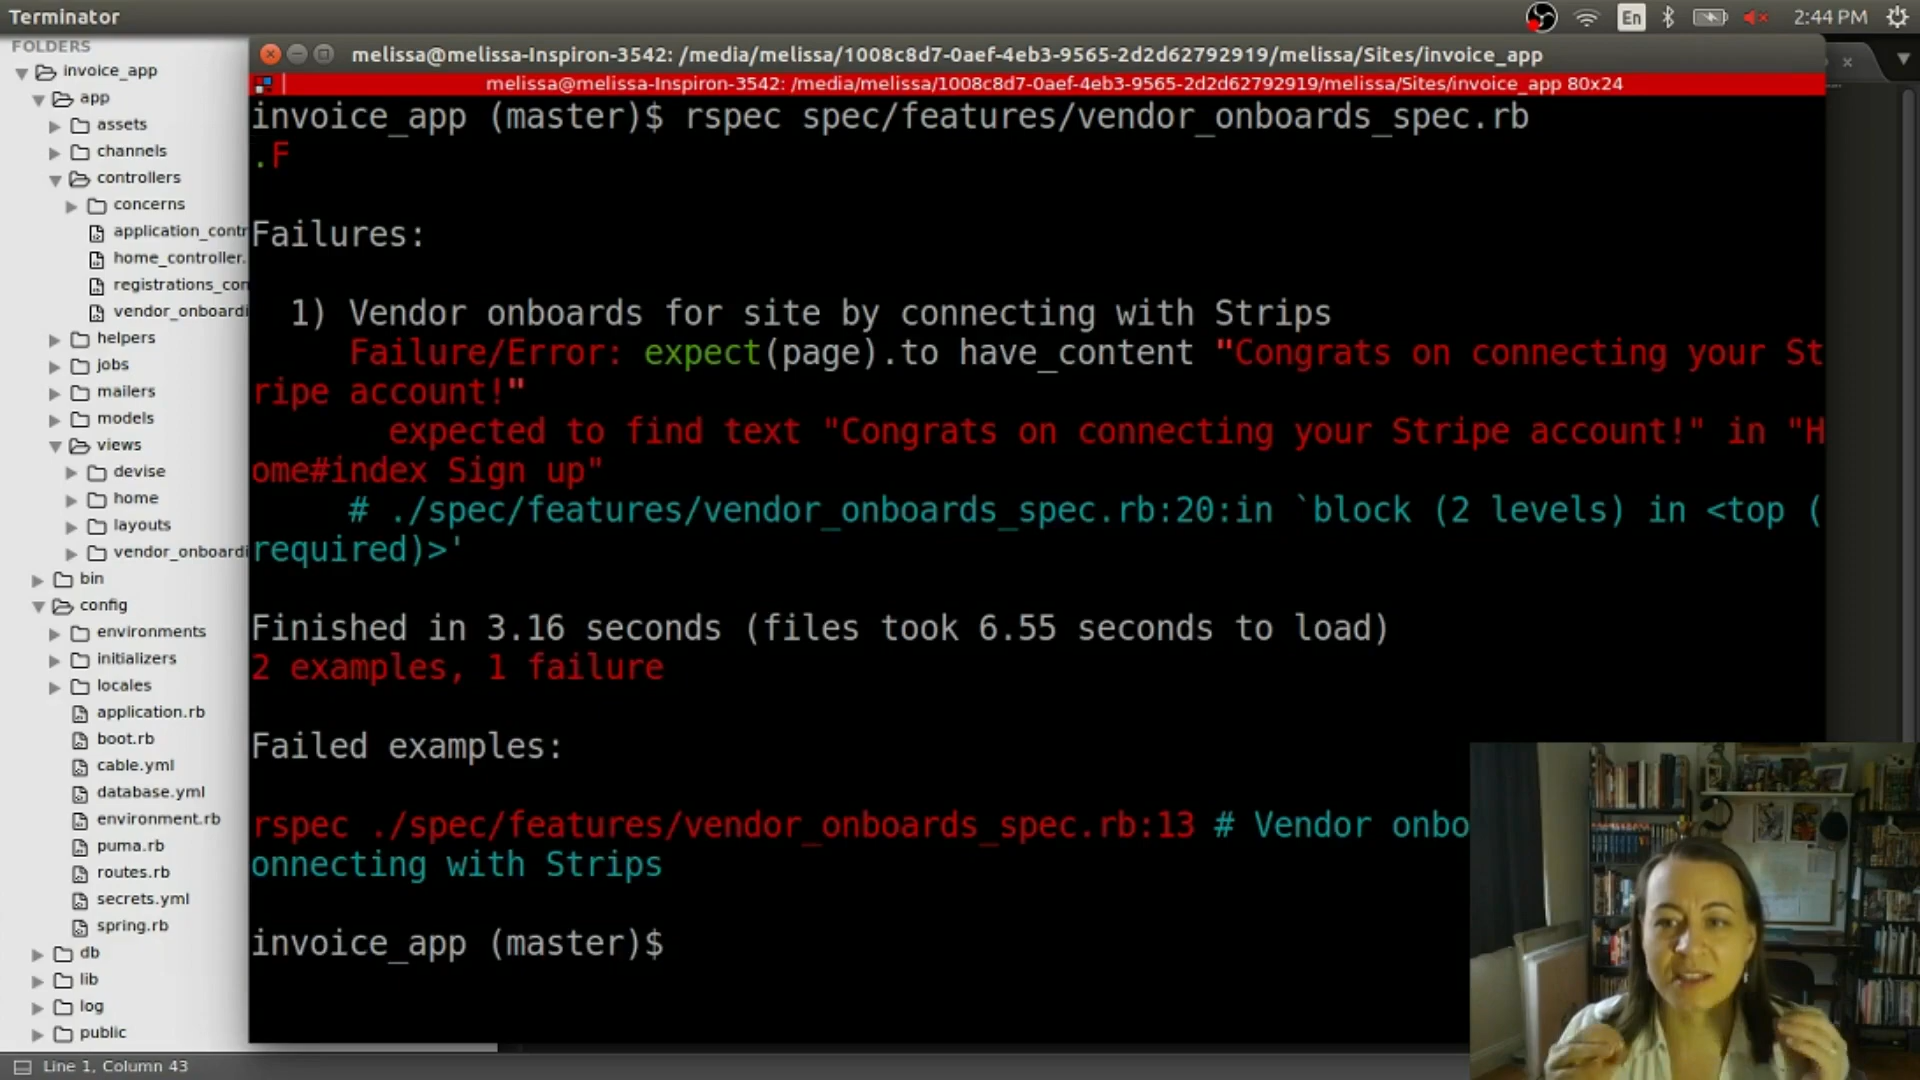 Terminator
En
2:44 PM
FOLDERS
invoice_app
app
assets
channels
controllers
concerns
application_contr
home_controller.
registrations_con
vendor_onboardi
helpers
jobs
mailers
models
views
devise
home
layouts
vendor_onboardi
bin
config
environments
initializers
locales
application.rb
boot.rb
cable.yml
database.yml
environment.rb
puma.rb
routes.rb
secrets.yml
spring.rb
db
lib
log
public
Line 1, Column 43
melissa@melissa-Inspiron-3542: /media/melissa/1008c8d7-0aef-4eb3-9565-2d2d62792919/melissa/Sites/invoice_app
melissa@melissa-Inspiron-3542: /media/melissa/1008c8d7-0aef-4eb3-9565-2d2d62792919/melissa/Sites/invoice_app 80x24
invoice_app (master)$ rspec spec/features/vendor_onboards_spec.rb
.F
Failures:
1) Vendor onboards for site by connecting with Strips
Failure/Error: expect(page).to have_content "Congrats on connecting your St
ripe account!"
expected to find text "Congrats on connecting your Stripe account!" in "H
ome#index Sign up"
# ./spec/features/vendor_onboards_spec.rb:20:in `block (2 levels) in <top (
required)>'
Finished in 3.16 seconds (files took 6.55 seconds to load)
2 examples, 1 failure
Failed examples:
rspec ./spec/features/vendor_onboards_spec.rb:13 # Vendor onbo
onnecting with Strips
invoice_app (master)$